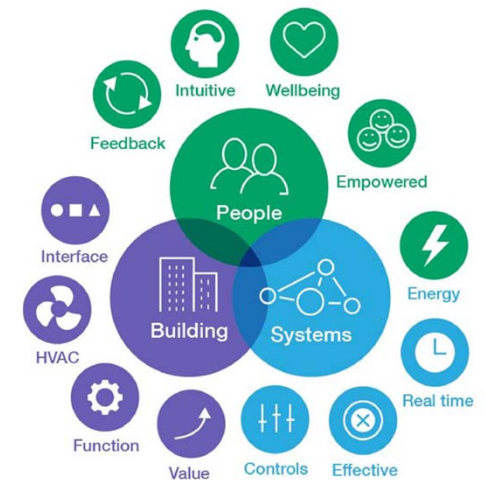 Intuitive
Wellbeing
Feedback
Empowered
People
Interface
Energy
Building
Systems
HVAC
Real time
Function
Value
Controls
Effective